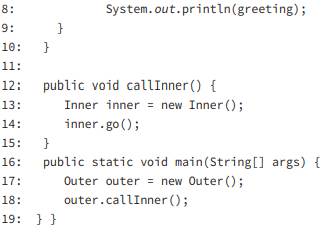 8:             System.out.println(greeting);
9:       }
10:    }
11:
12:    public void callInner() {
13:       Inner inner = new Inner();
14:       inner.go();
15:    }
16:    public static void main(String[] args) {
17:       Outer outer = new Outer();
18:       outer.callInner();
19:  } }